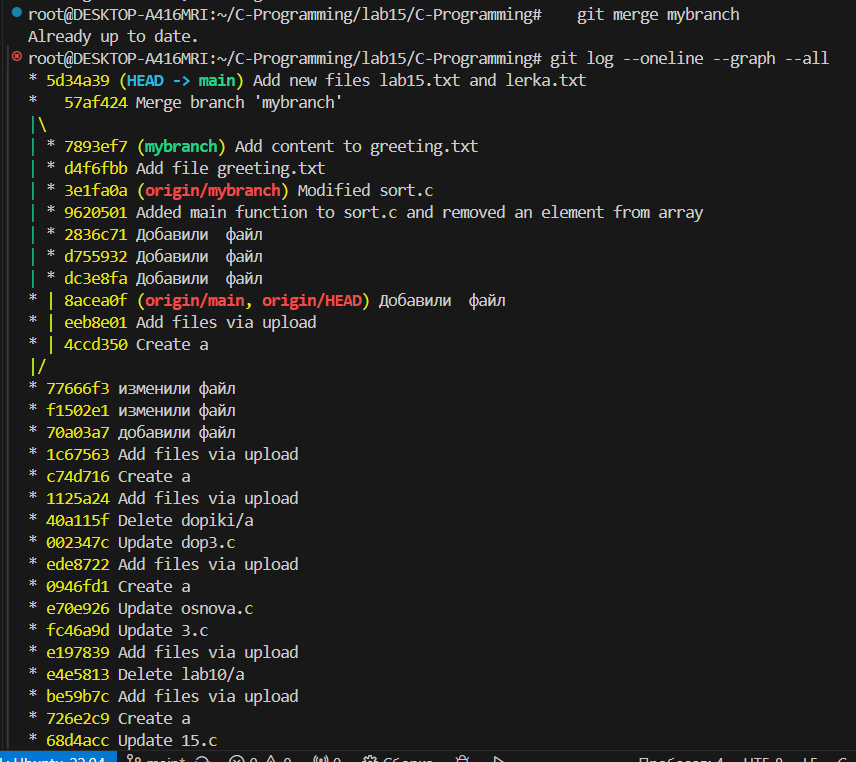 root@DESKTOP-A416MRI:~/C-Programming/lab15/C-Programming#    git merge mybranch
Already up to date.
root@DESKTOP-A416MRI:~/C-Programming/lab15/C-Programming# git log --oneline --graph --all
* 5d34a39 (HEAD -> main) Add new files lab15.txt and lerka.txt
*   57af424 Merge branch 'mybranch'
|\
| * 7893ef7 (mybranch) Add content to greeting.txt
| * d4f6fbb Add file greeting.txt
| * 3e1fa0a (origin/mybranch) Modified sort.c
| * 9620501 Added main function to sort.c and removed an element from array
| * 2836c71 Добавили  файл
| * d755932 Добавили  файл
| * dc3e8fa Добавили  файл
* | 8acea0f (origin/main, origin/HEAD) Добавили  файл
* | eeb8e01 Add files via upload
* | 4ccd350 Create a
|/
* 77666f3 изменили файл
* f1502e1 изменили файл
* 70a03a7 добавили файл
* 1c67563 Add files via upload
* c74d716 Create a
* 1125a24 Add files via upload
* 40a115f Delete dopiki/a
* 002347c Update dop3.c
* ede8722 Add files via upload
* 0946fd1 Create a
* e70e926 Update osnova.c
* fc46a9d Update 3.c
* e197839 Add files via upload
* e4e5813 Delete lab10/a
* be59b7c Add files via upload
* 726e2c9 Create a
* 68d4acc Update 15.c